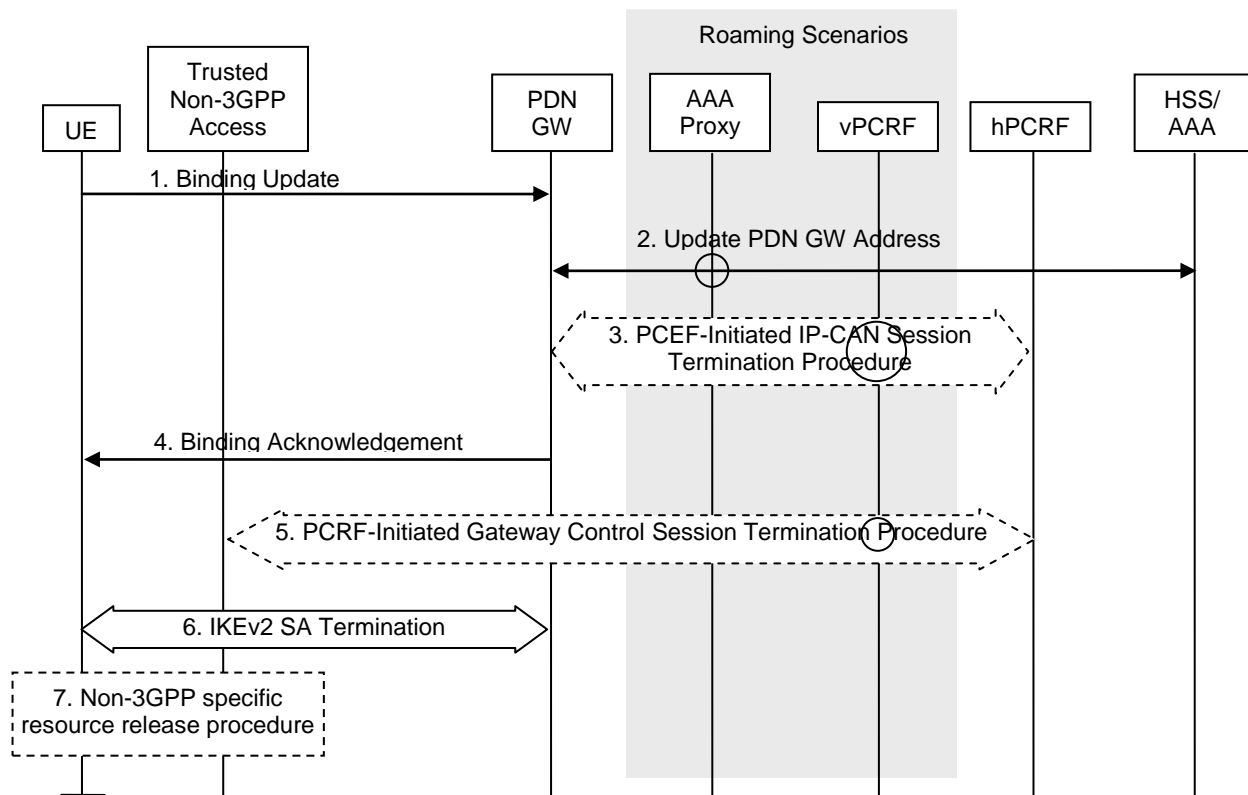 Roaming Scenarios
UE
Trusted
Non-3GPP
Access
PDN
GW
AAA
Proxy
vPCRF
hPCRF
HSS/
AAA
1. Binding Update
2. Update PDN GW Address
3. PCEF-Initiated IP-CAN Session
Termination Procedure
4. Binding Acknowledgement
5. PCRF-Initiated Gateway Control Session Termination Procedure
6. IKEv2 SA Termination
7. Non-3GPP specific
resource release procedure